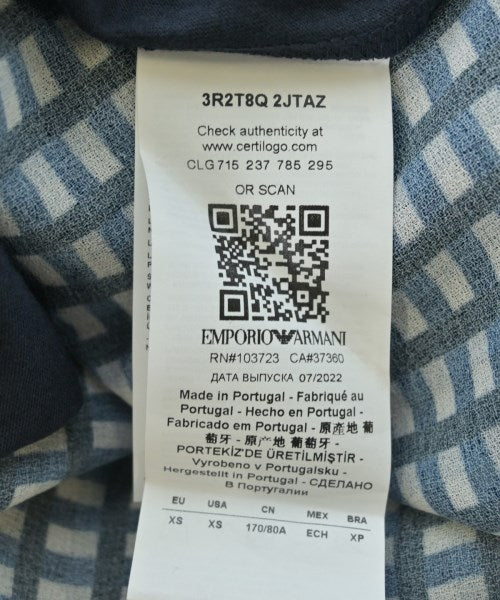 3R2T8Q 2JTAZ
Check authenticity at
www.certilogo.com
CLG 715 237 785 295
OR SCAN
EMPORIO ARMANI
RN#103723 CA#37360
ДАТА ВЫПУСКА 07/2022
Made in Portugal - Fabriqué au
Portugal - Hecho en Portugal -
Fabricado em Portugal - 原產地 葡
萄牙 - 原产地 葡萄牙 -
PORTEKİZ'DE ÜRETİLMİŞTİR -
Vyrobeno v Portugalsku -
Hergestellt in Portugal - СДЕЛАНО
В Португалии
EU USA CN MEX BRA
XS XS 170/80A ECH XP